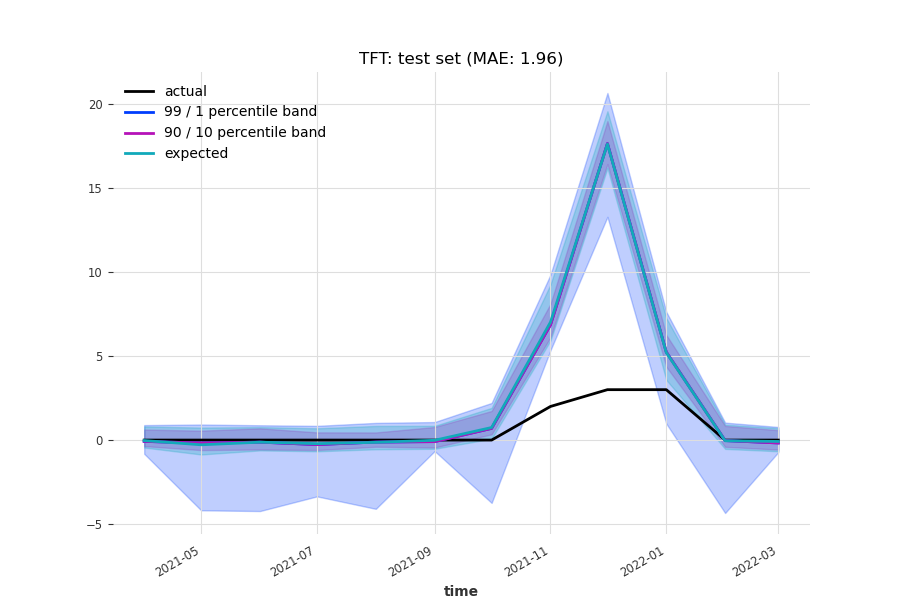 TFT: test set (MAE: 1.96)
actual
99 / 1 percentile band
90 / 10 percentile band
expected
20
15
10
5
0
−5
2021-05
2021-07
2021-09
2021-11
2022-01
2022-03
time